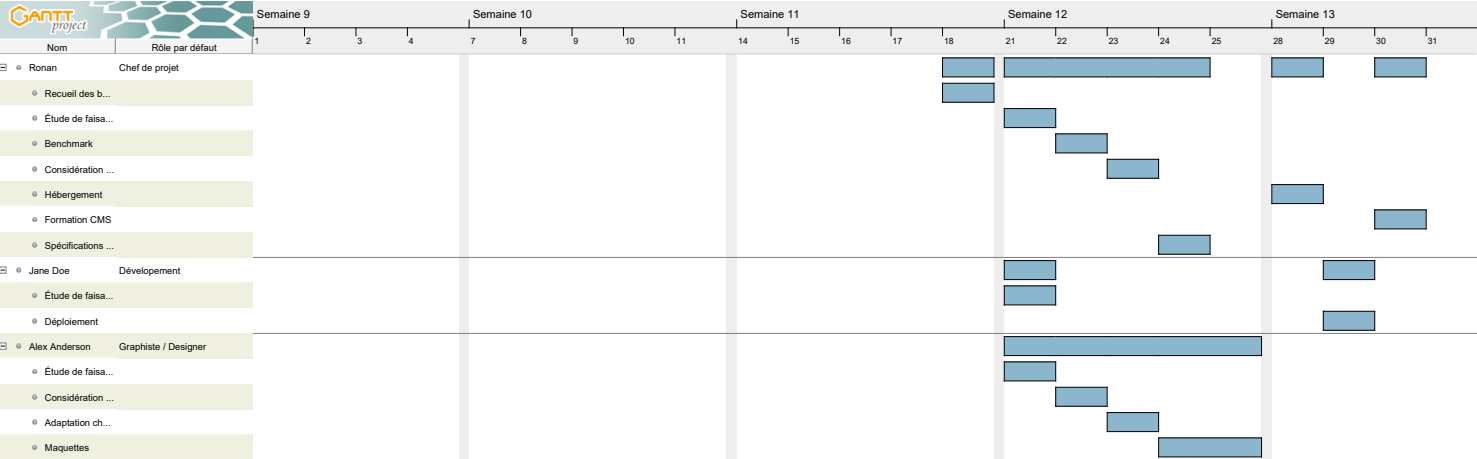 GANTT project
Semaine 9 Semaine 10 Semaine 11 Semaine 12 Semaine 13
Nom Rôle par défaut 1 2 3 4 7 8 9 10 11 14 15 16 17 18 21 22 23 24 25 28 29 30 31
Ronan Chef de projet
Recueil des b...
Étude de faisa...
Benchmark
Considération ...
Hébergement
Formation CMS
Spécifications ...
Jane Doe Dévelopement
Étude de faisa...
Déploiement
Alex Anderson Graphiste / Designer
Étude de faisa...
Considération ...
Adaptation ch...
Maquettes